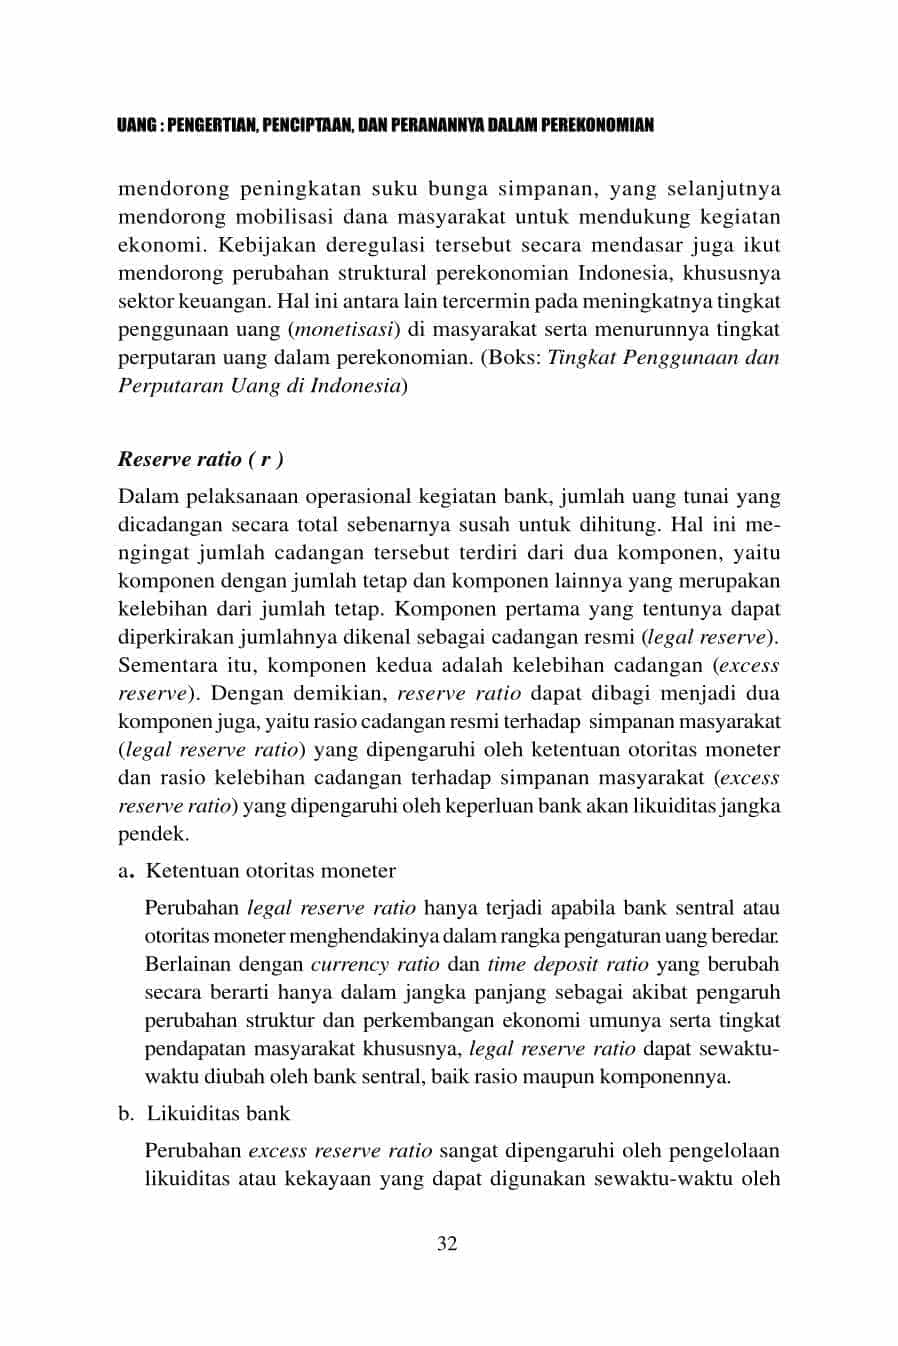 UANG : PENGERTIAN, PENCIPTAAN, DAN PERANANNYA DALAM PEREKONOMIAN
mendorong peningkatan suku bunga simpanan, yang selanjutnya
mendorong mobilisasi dana masyarakat untuk mendukung kegiatan
ekonomi. Kebijakan deregulasi tersebut secara mendasar juga ikut
mendorong perubahan struktural perekonomian Indonesia, khususnya
sektor keuangan. Hal ini antara lain tercermin pada meningkatnya tingkat
penggunaan uang (monetisasi) di masyarakat serta menurunnya tingkat
perputaran uang dalam perekonomian. (Boks: Tingkat Penggunaan dan
Perputaran Uang di Indonesia)
Reserve ratio ( r )
Dalam pelaksanaan operasional kegiatan bank, jumlah uang tunai yang
dicadangan secara total sebenarnya susah untuk dihitung. Hal ini me-
ngingat jumlah cadangan tersebut terdiri dari dua komponen, yaitu
komponen dengan jumlah tetap dan komponen lainnya yang merupakan
kelebihan dari jumlah tetap. Komponen pertama yang tentunya dapat
diperkirakan jumlahnya dikenal sebagai cadangan resmi (legal reserve).
Sementara itu, komponen kedua adalah kelebihan cadangan (excess
reserve). Dengan demikian, reserve ratio dapat dibagi menjadi dua
komponen juga, yaitu rasio cadangan resmi terhadap simpanan masyarakat
(legal reserve ratio) yang dipengaruhi oleh ketentuan otoritas moneter
dan rasio kelebihan cadangan terhadap simpanan masyarakat (excess
reserve ratio) yang dipengaruhi oleh keperluan bank akan likuiditas jangka
pendek.
a. Ketentuan otoritas moneter
Perubahan legal reserve ratio hanya terjadi apabila bank sentral atau
otoritas moneter menghendakinya dalam rangka pengaturan uang beredar.
Berlainan dengan currency ratio dan time deposit ratio yang berubah
secara berarti hanya dalam jangka panjang sebagai akibat pengaruh
perubahan struktur dan perkembangan ekonomi umunya serta tingkat
pendapatan masyarakat khususnya, legal reserve ratio dapat sewaktu-
waktu diubah oleh bank sentral, baik rasio maupun komponennya.
b. Likuiditas bank
Perubahan excess reserve ratio sangat dipengaruhi oleh pengelolaan
likuiditas atau kekayaan yang dapat digunakan sewaktu-waktu oleh
32